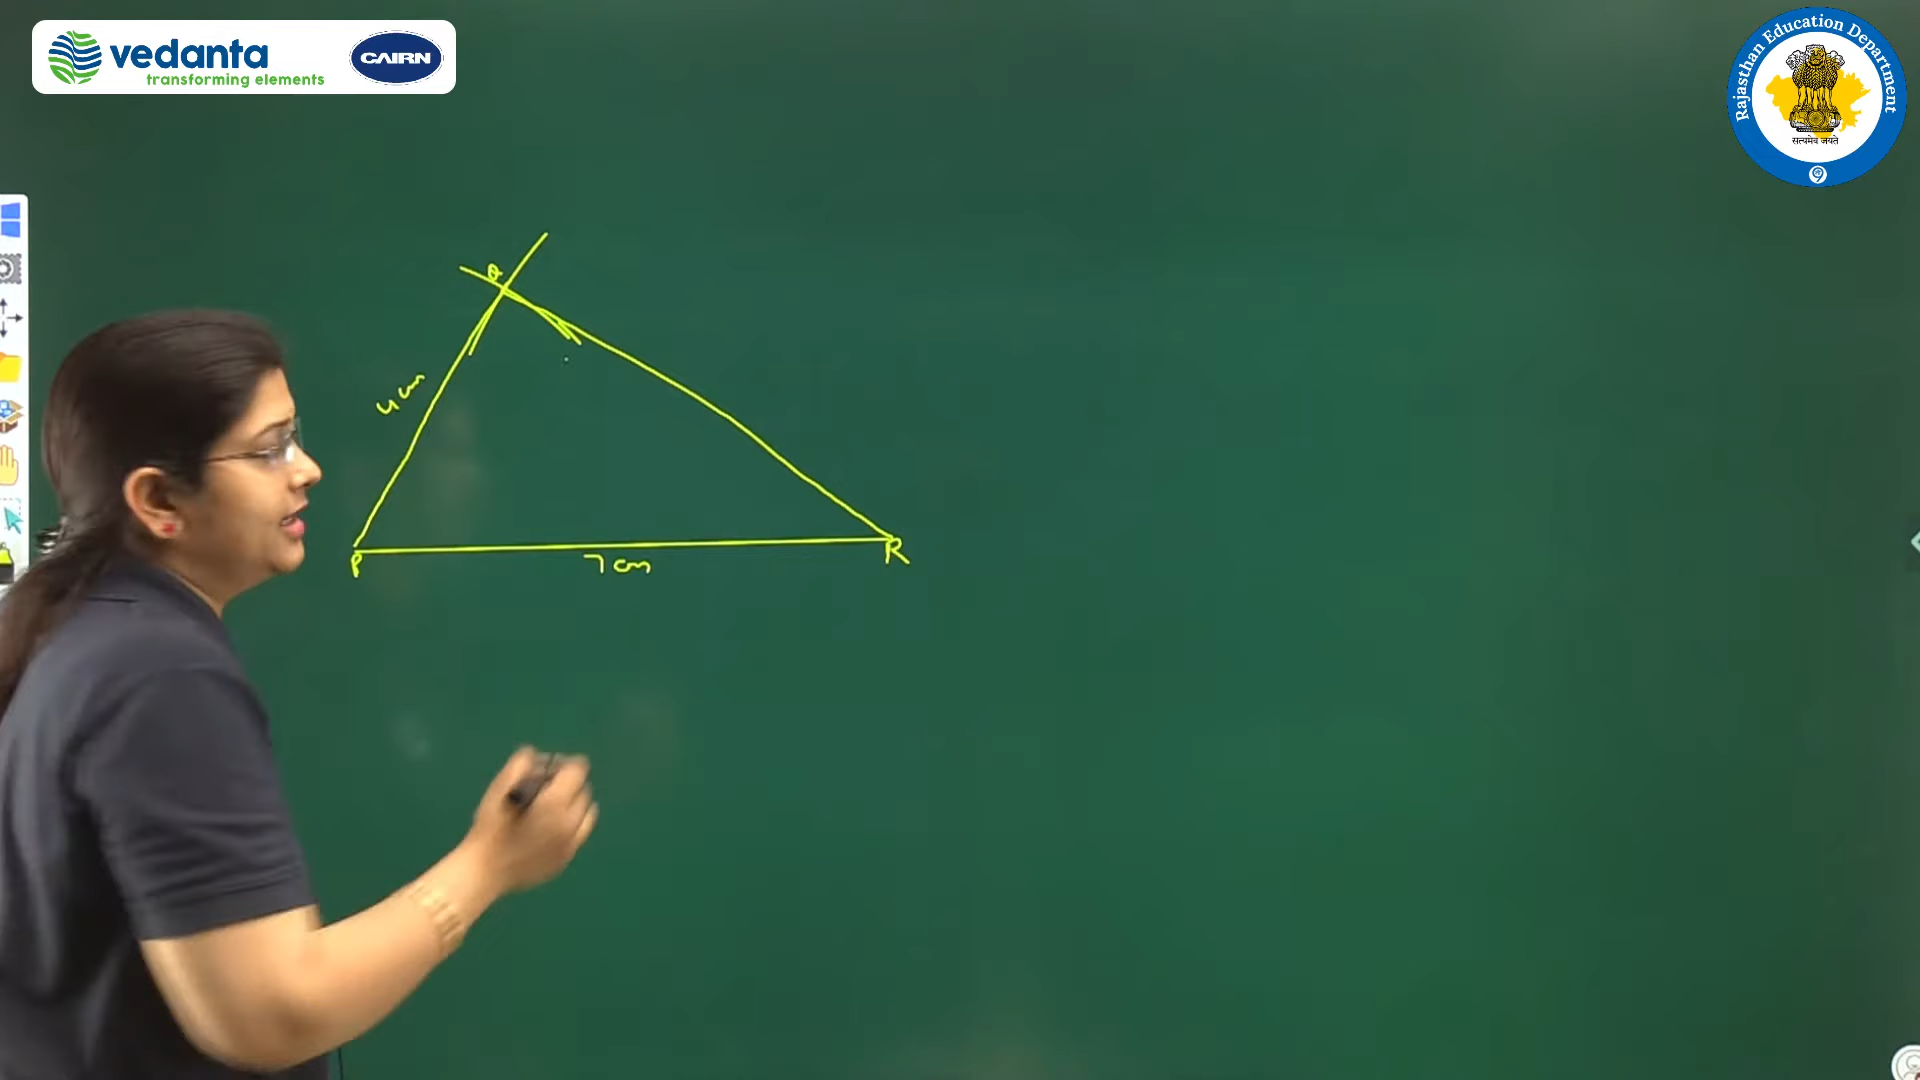 vedanta
transforming elements
CAIRN
Rajasthan Education Department
सत्यमेव जयते
Q
4 cm
P
7 cm
R